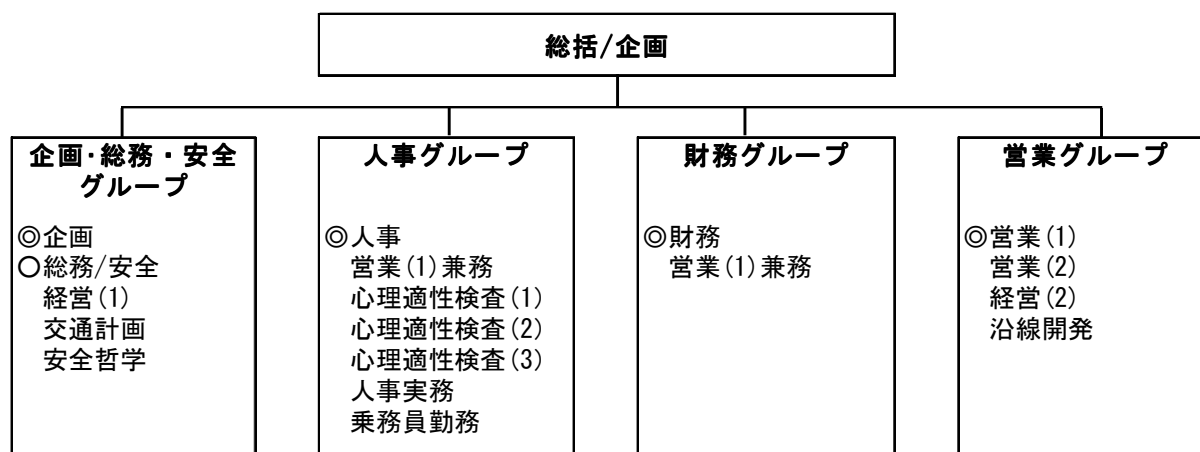 総括/企画
企画・総務・安全
グループ
◎企画
○総務/安全
経営(1)
交通計画
安全哲学
人事グループ
◎人事
営業(1)兼務
心理適性検査(1)
心理適性検査(2)
心理適性検査(3)
人事実務
乗務員勤務
財務グループ
◎財務
営業(1)兼務
営業グループ
◎営業(1)
営業(2)
経営(2)
沿線開発